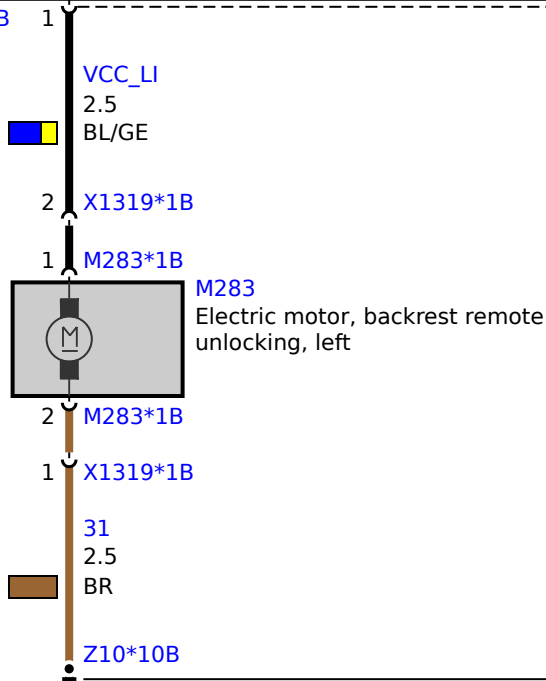 B 1
VCC_LI
2.5
BL/GE
2 X1319*1B
1 M283*1B
M283
Electric motor, backrest remote
unlocking, left
M
2 M283*1B
1 X1319*1B
31
2.5
BR
Z10*10B